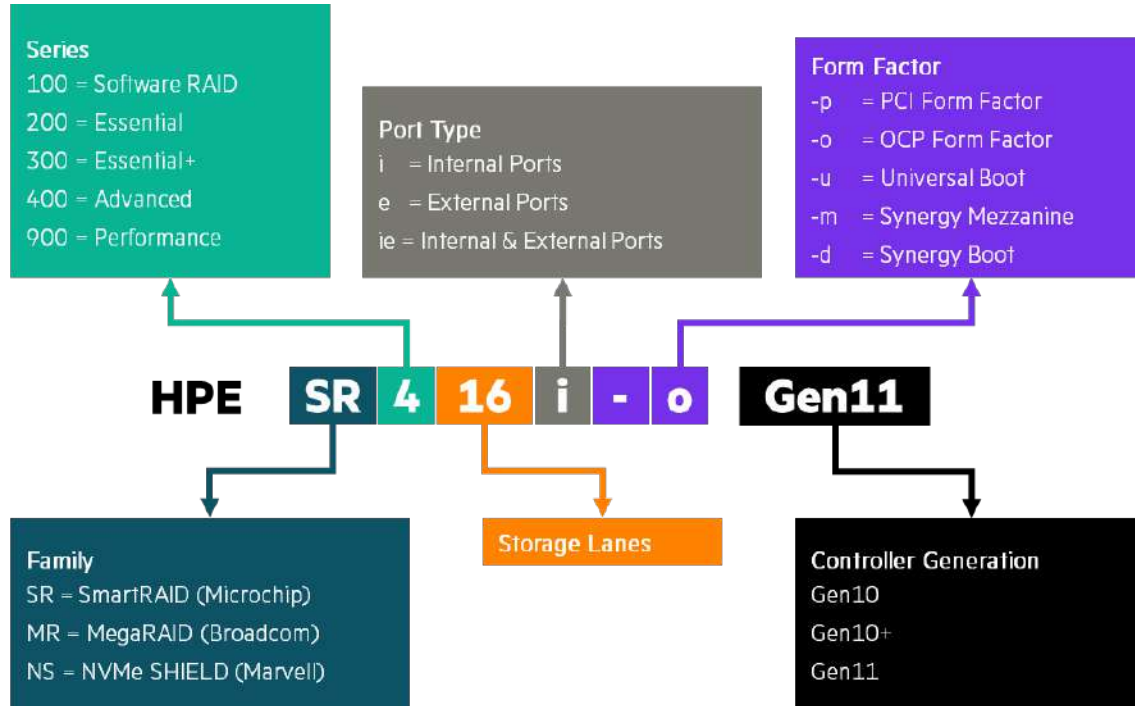 Series
100 = Software RAID
200 = Essential
300 = Essential+
400 = Advanced
900 = Performance
Port Type
i = Internal Ports
e = External Ports
ie = Internal & External Ports
Form Factor
-p = PCI Form Factor
-o = OCP Form Factor
-u = Universal Boot
-m = Synergy Mezzanine
-d = Synergy Boot
HPE SR 4 16 i - o Gen11
Family
SR = SmartRAID (Microchip)
MR = MegaRAID (Broadcom)
NS = NVMe SHIELD (Marvell)
Storage Lanes
Controller Generation
Gen10
Gen10+
Gen11